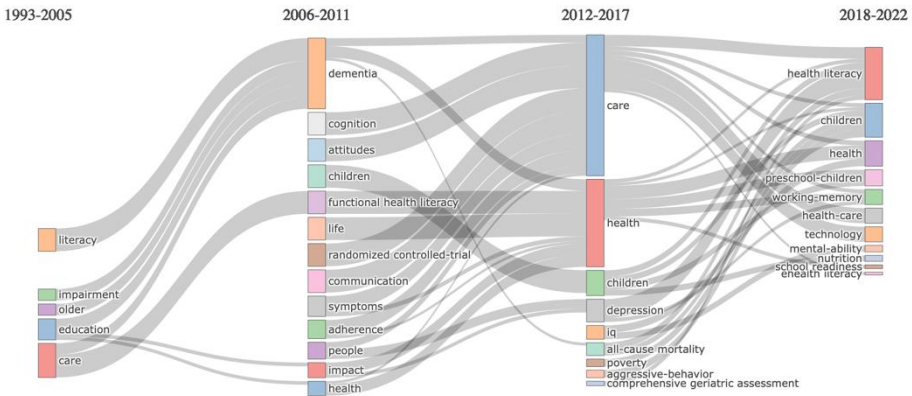 1993-2005
2006-2011
2012-2017
2018-2022
literacy
impairment
older
education
care
dementia
cognition
attitudes
children
functional health literacy
life
randomized controlled-trial
communication
symptoms
adherence
people
impact
health
care
health
children
depression
iq
all-cause mortality
poverty
aggressive-behavior
comprehensive geriatric assessment
health literacy
children
health
preschool-children
working-memory
health-care
technology
mental-ability
nutrition
school readiness
ehealth literacy